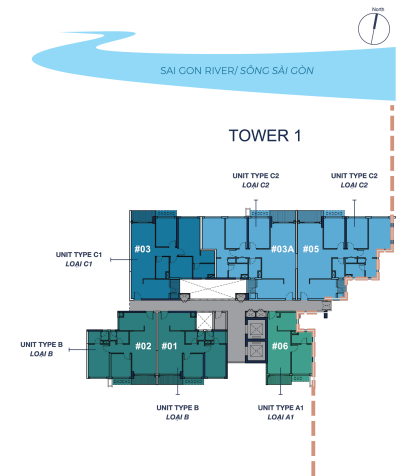 North
SAI GON RIVER/ SÔNG SÀI GÒN
TOWER 1
UNIT TYPE C2
LOẠI C2
UNIT TYPE C2
LOẠI C2
#03
#03A
#05
UNIT TYPE C1
LOẠI C1
UNIT TYPE B
LOẠI B
#02
#01
#06
UNIT TYPE B
LOẠI B
UNIT TYPE A1
LOẠI A1